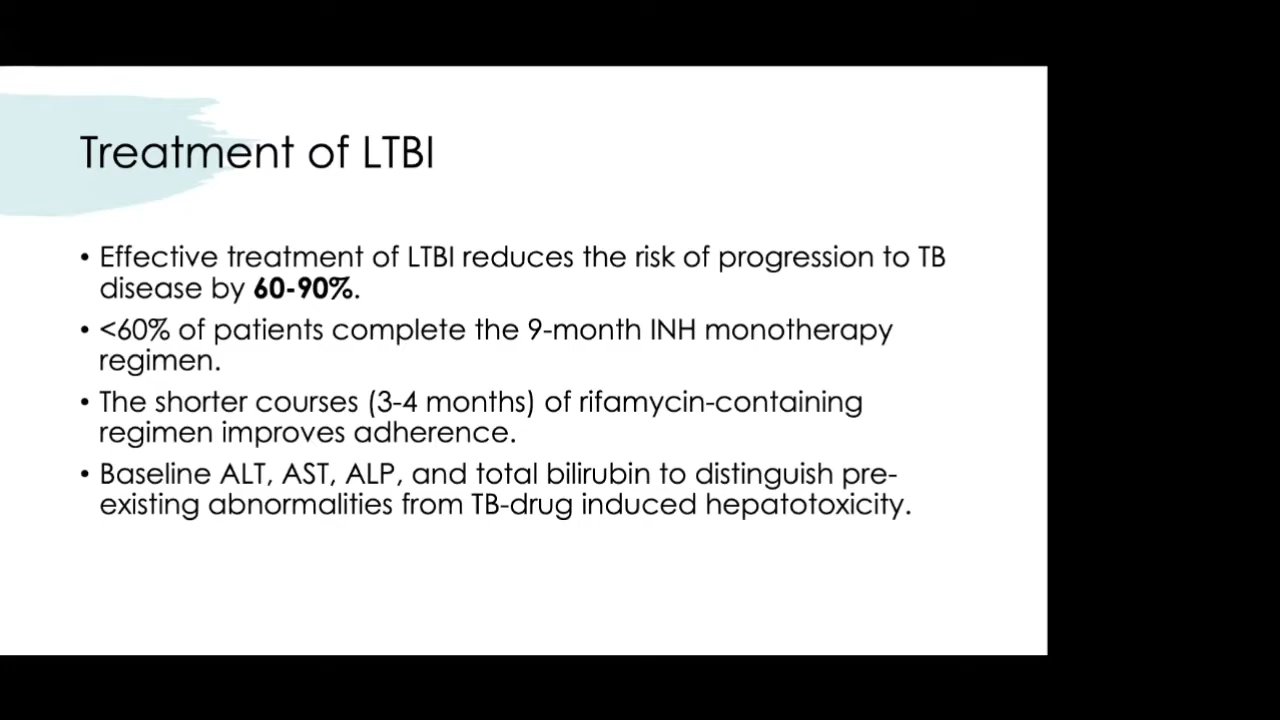 Treatment of LTBI
• Effective treatment of LTBI reduces the risk of progression to TB
disease by 60-90%.
• <60% of patients complete the 9-month INH monotherapy
regimen.
• The shorter courses (3-4 months) of rifamycin-containing
regimen improves adherence.
• Baseline ALT, AST, ALP, and total bilirubin to distinguish pre-
existing abnormalities from TB-drug induced hepatotoxicity.